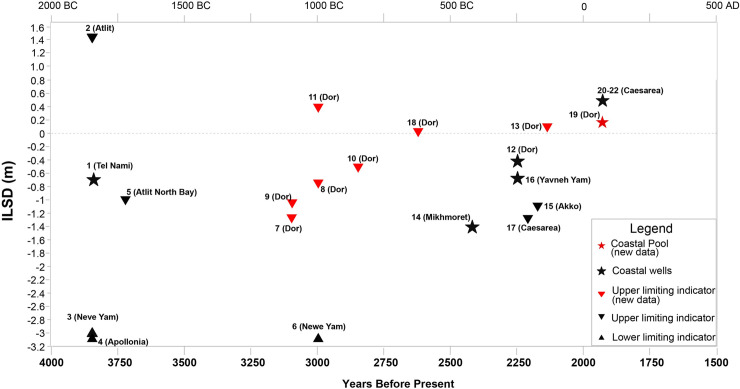 2000 BC 1500 BC 1000 BC 500 BC 0 500 AD
1.6
1.4
1.2
1
0.8
0.6
0.4
0.2
0
-0.2
-0.4
-0.6
-0.8
-1
-1.2
-1.4
-1.6
-1.8
-2
-2.2
-2.4
-2.6
-2.8
-3
-3.2
ILSD (m)
2 (Atlit)
11 (Dor)
20-22 (Caesarea)
19 (Dor)
18 (Dor)
13 (Dor)
12 (Dor)
10 (Dor)
1 (Tel Nami)
5 (Atlit North Bay)
8 (Dor)
9 (Dor)
7 (Dor)
16 (Yavneh Yam)
15 (Akko)
14 (Mikhmoret)
17 (Caesarea)
3 (Neve Yam)
4 (Apollonia)
6 (Newe Yam)
Legend
Coastal Pool
(new data)
Coastal wells
Upper limiting indicator
(new data)
Upper limiting indicator
Lower limiting indicator
4000 3750 3500 3250 3000 2750 2500 2250 2000 1750 1500
Years Before Present